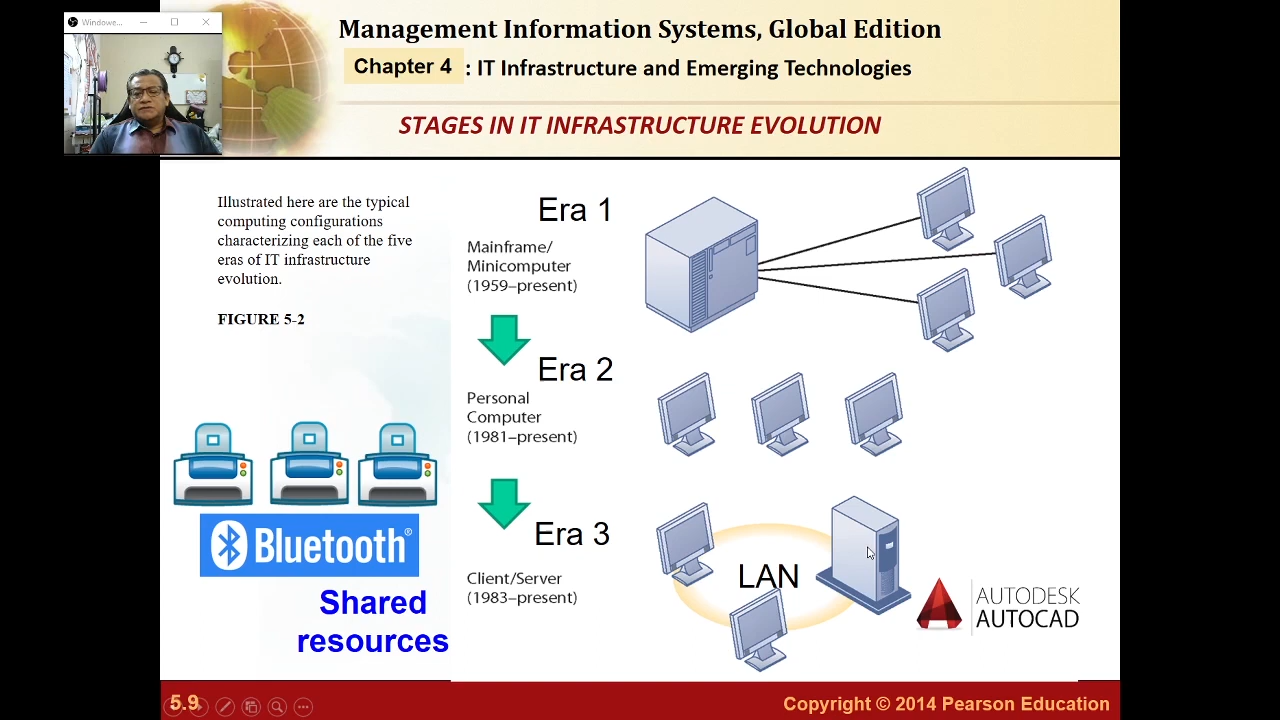 Windowe...
Management Information Systems, Global Edition
Chapter 4 : IT Infrastructure and Emerging Technologies
STAGES IN IT INFRASTRUCTURE EVOLUTION
Illustrated here are the typical
computing configurations
characterizing each of the five
eras of IT infrastructure
evolution.
FIGURE 5-2
Era 1
Mainframe/
Minicomputer
(1959–present)
Era 2
Personal
Computer
(1981–present)
Era 3
Client/Server
(1983–present)
LAN
Bluetooth®
Shared
resources
AUTODESK
AUTOCAD
5.9
Copyright © 2014 Pearson Education